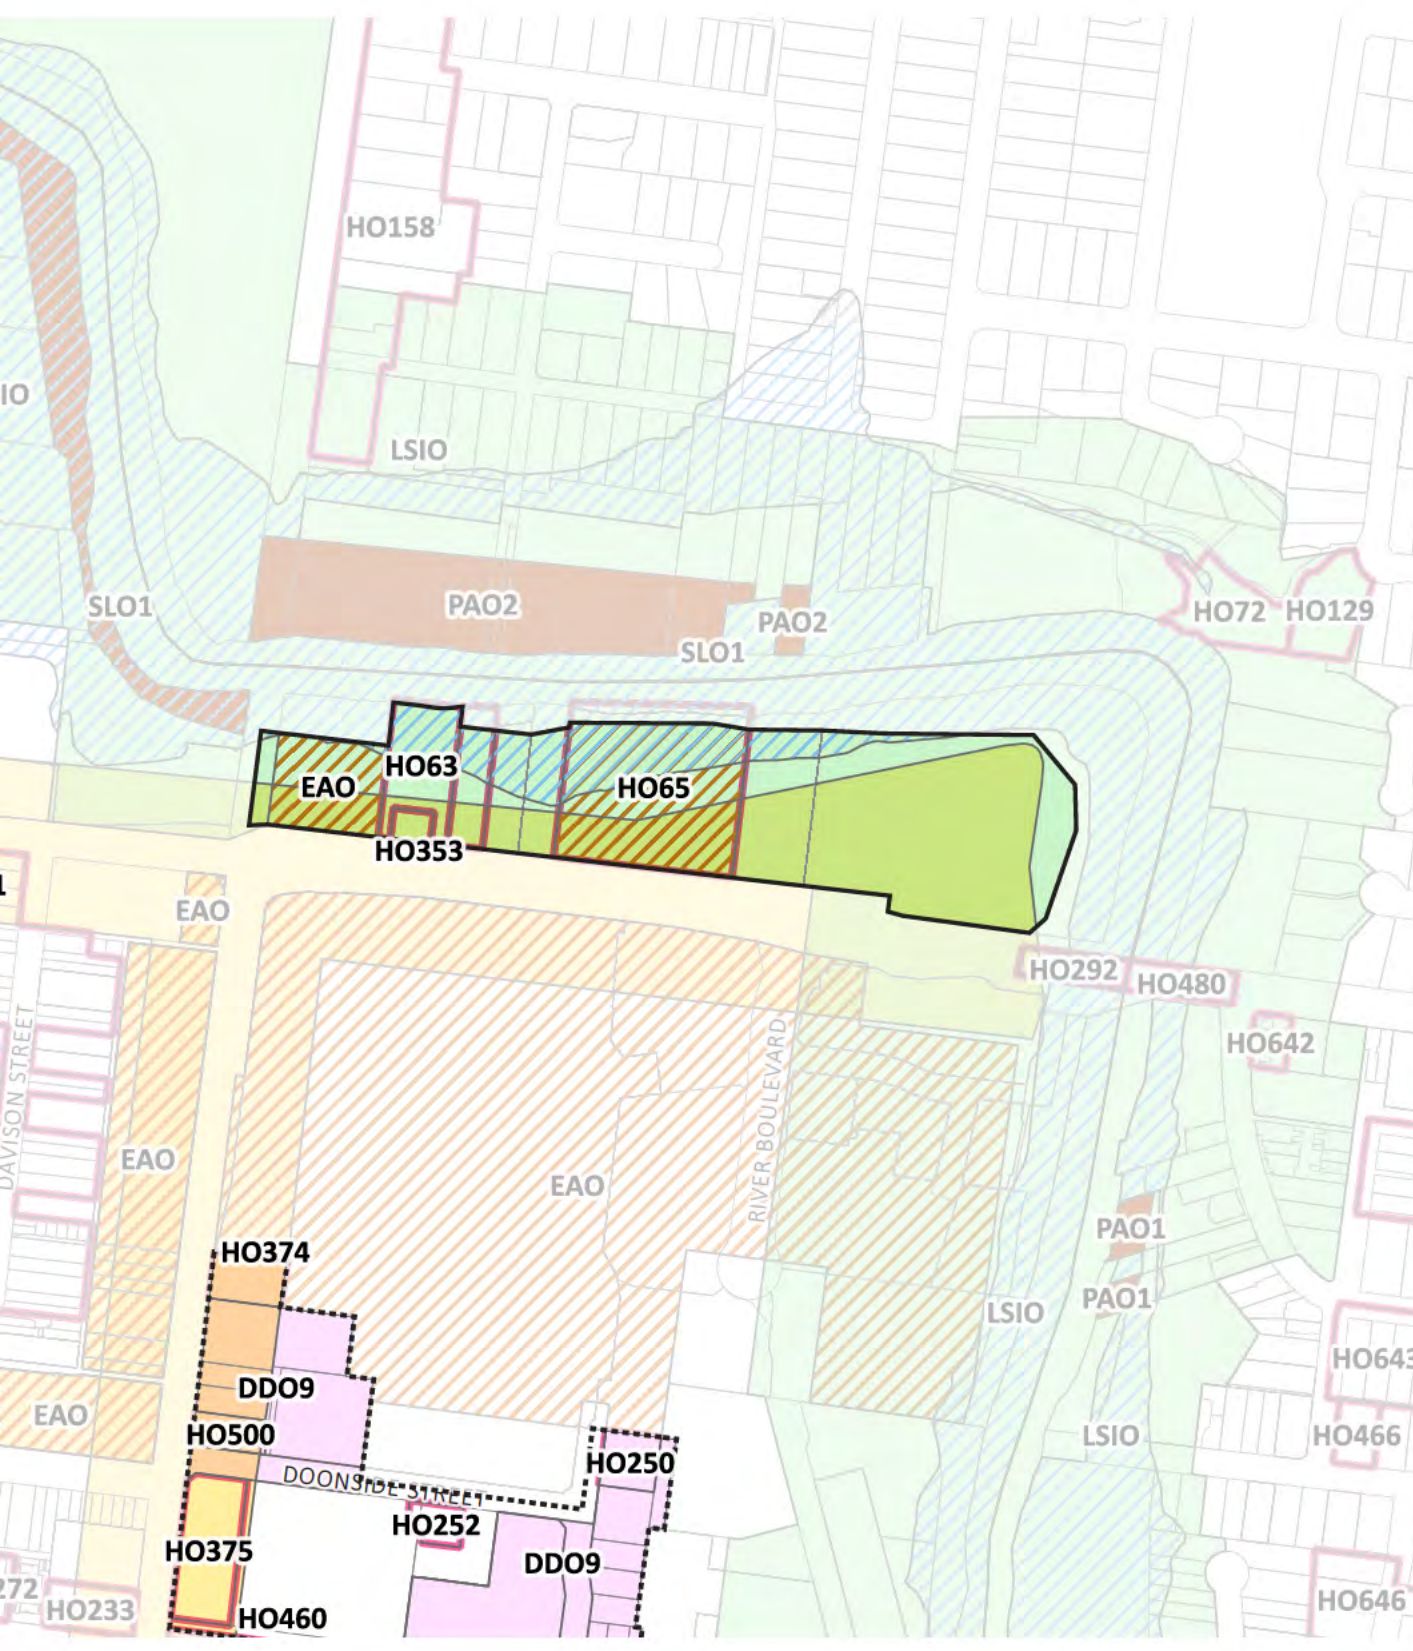 HO158
IO
LSIO
SLO1
PAO2
PAO2
HO72
HO129
SLO1
HO63
EAO
HO65
HO353
1
EAO
HO292
HO480
HO642
DAVISON STREET
RIVER BOULEVARD
EAO
EAO
PAO1
HO374
PAO1
LSIO
HO643
DDO9
EAO
HO500
LSIO
HO466
HO250
DOONSIDE STREET
HO252
HO375
DDO9
272
HO233
HO460
HO646